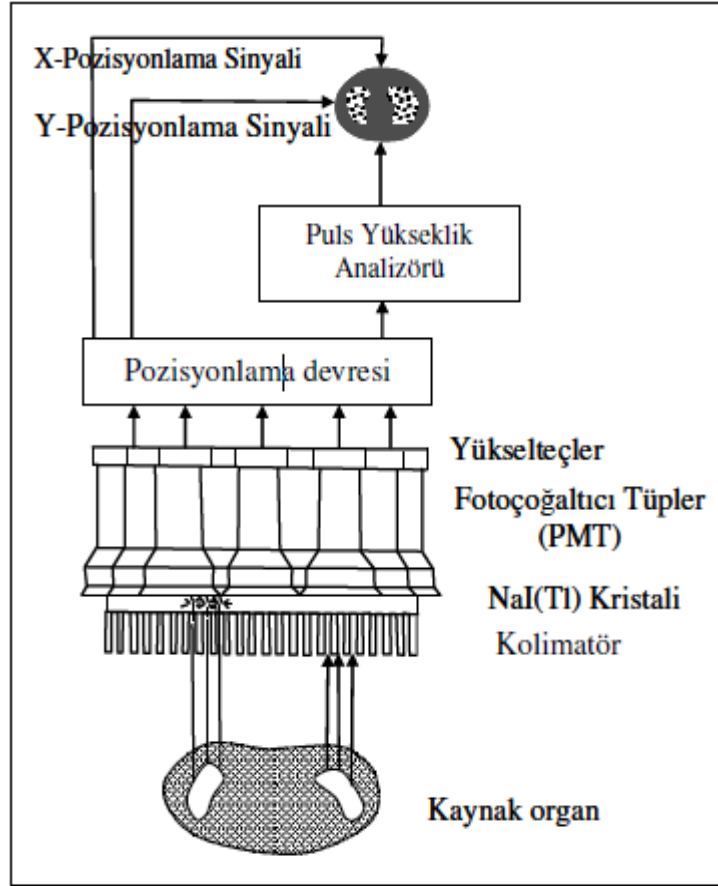 X-Pozisyonlama Sinyali
Y-Pozisyonlama Sinyali
Puls Yükseklik
Analizörü
Pozisyonlama devresi
Yükselteçler
Fotoçoğaltıcı Tüpler
(PMT)
NaI(Tl) Kristali
Kolimatör
Kaynak organ